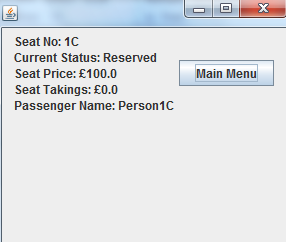 Seat No: 1C
Current Status: Reserved
Seat Price: £100.0
Seat Takings: £0.0
Passenger Name: Person1C
Main Menu